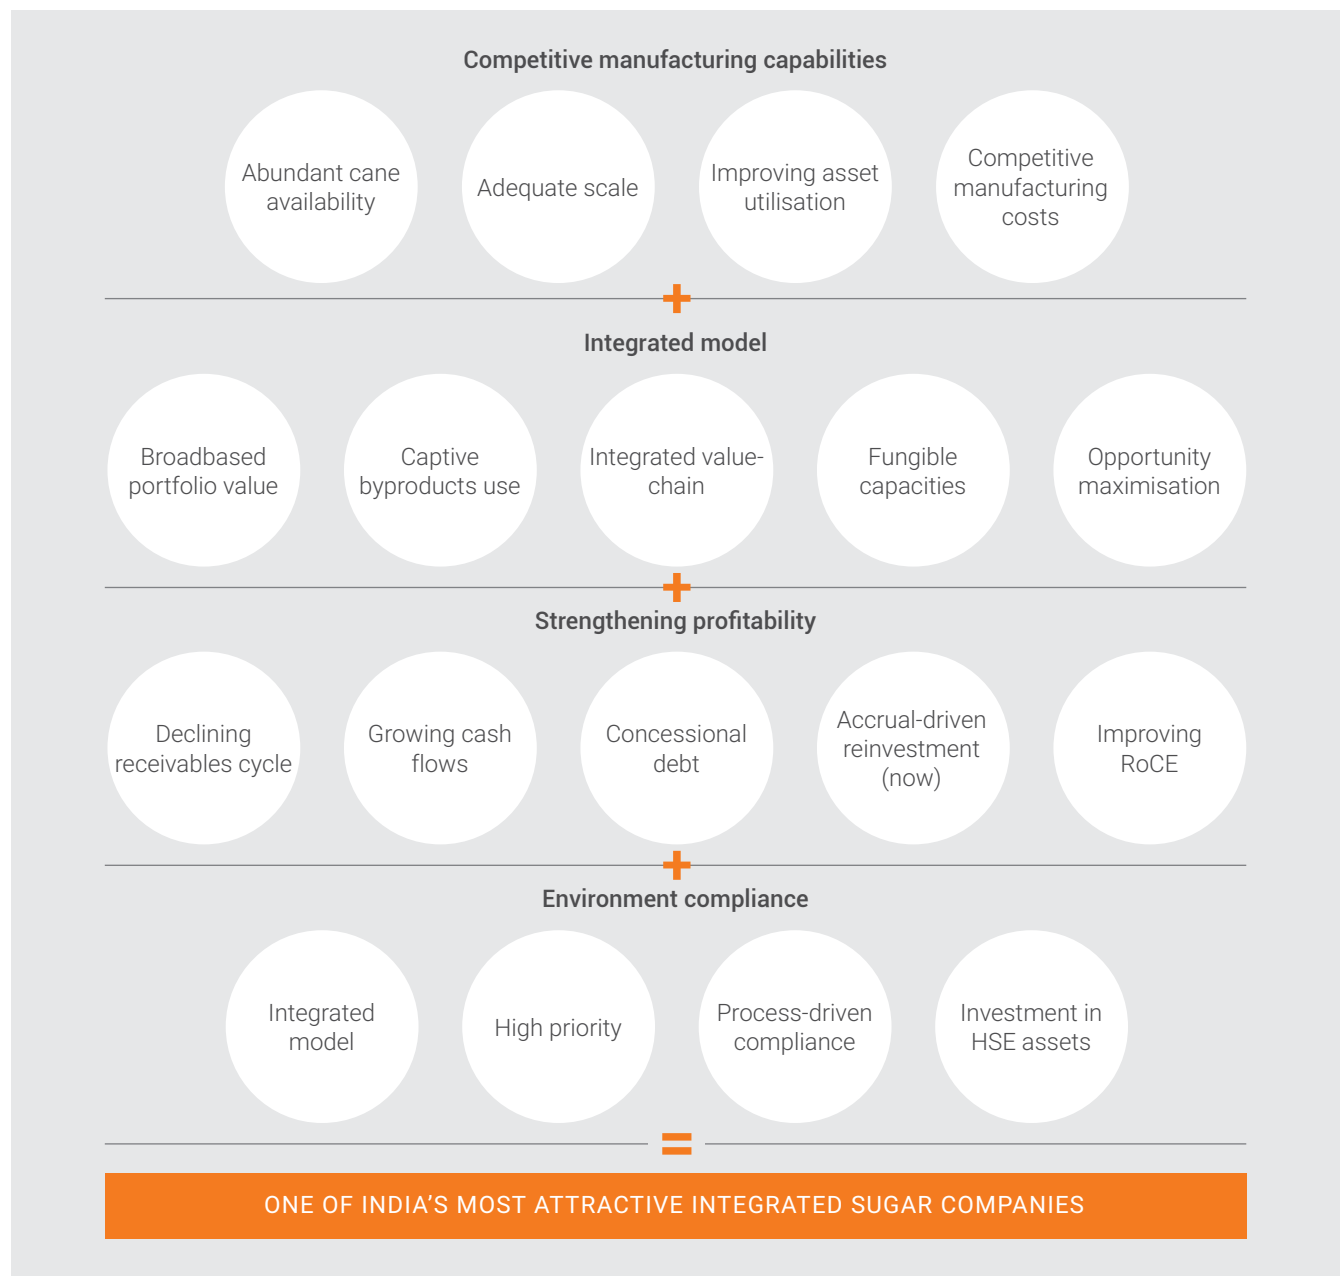 Competitive manufacturing capabilities
Abundant cane
availability
Adequate scale
Improving asset
utilisation
Competitive
manufacturing
costs
+
Integrated model
Broadbased
portfolio value
Captive
byproducts use
Integrated value-
chain
Fungible
capacities
Opportunity
maximisation
+
Strengthening profitability
Declining
receivables cycle
Growing cash
flows
Concessional
debt
Accrual-driven
reinvestment
(now)
Improving
RoCE
+
Environment compliance
Integrated
model
High priority
Process-driven
compliance
Investment in
HSE assets
=
ONE OF INDIA’S MOST ATTRACTIVE INTEGRATED SUGAR COMPANIES